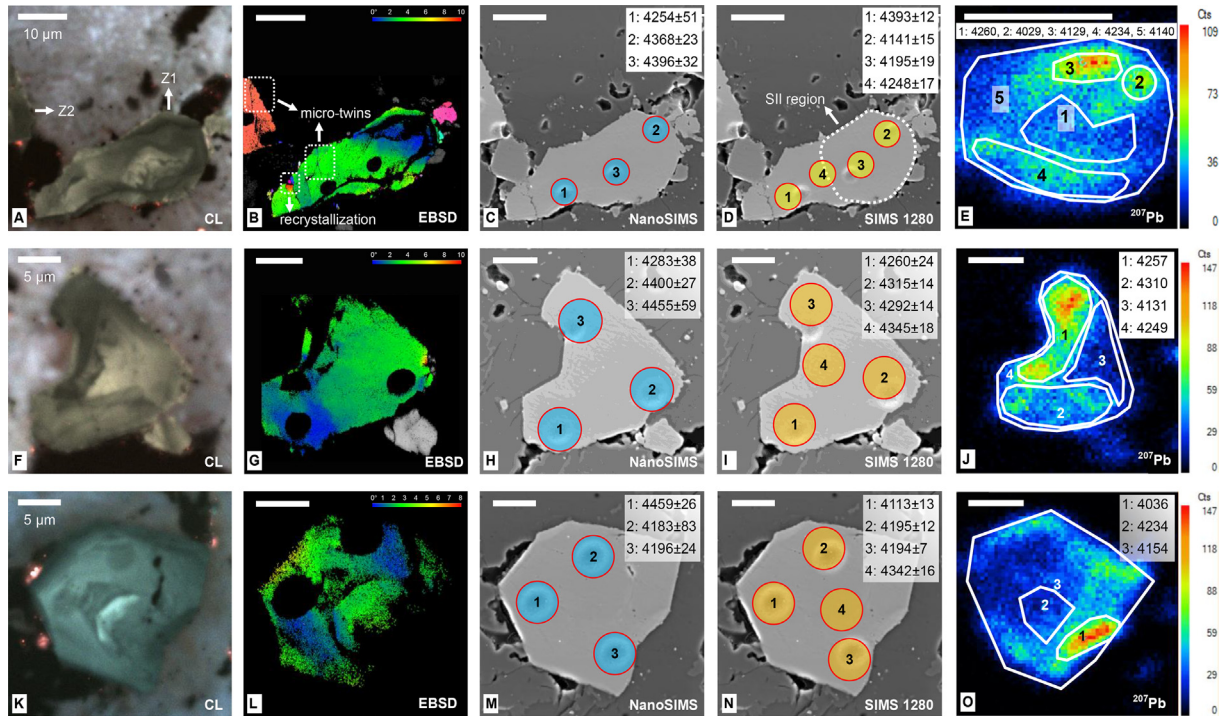 10 μm
Z1
Z2
A
CL
0°
2
4
6
8
10
micro-twins
recrystallization
B
EBSD
1: 4254±51
2: 4368±23
3: 4396±32
2
3
1
C
NanoSIMS
1: 4393±12
2: 4141±15
3: 4195±19
4: 4248±17
SII region
2
3
4
1
D
SIMS 1280
1: 4260, 2: 4029, 3: 4129, 4: 4234, 5: 4140
3
2
5
1
4
E
²⁰⁷Pb
Cts
109
72
36
0
5 μm
F
CL
0°
2
4
6
8
10
G
EBSD
1: 4283±38
2: 4400±27
3: 4455±59
3
2
1
H
NanoSIMS
1: 4260±24
2: 4315±14
3: 4292±14
4: 4345±18
3
4
2
1
I
SIMS 1280
1: 4257
2: 4310
3: 4131
4: 4249
1
3
4
2
J
²⁰⁷Pb
Cts
147
118
88
59
29
0
5 μm
K
CL
0°
1
2
3
4
5
6
7
8
L
EBSD
1: 4459±26
2: 4183±83
3: 4196±24
2
1
3
M
NanoSIMS
1: 4113±13
2: 4195±12
3: 4194±7
4: 4342±16
2
1
4
3
N
SIMS 1280
1: 4036
2: 4234
3: 4154
3
2
1
O
²⁰⁷Pb
Cts
147
118
88
59
29
0